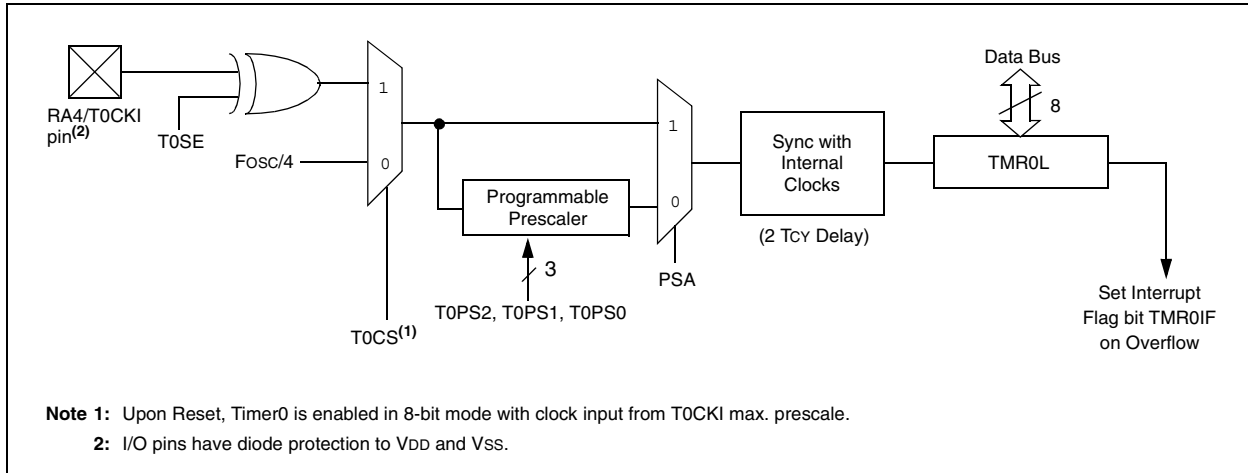 Data Bus
8
RA4/T0CKI
pin(2)
T0SE
FOSC/4
1
0
T0CS(1)
Programmable
Prescaler
3
T0PS2, T0PS1, T0PS0
1
0
PSA
Sync with
Internal
Clocks
(2 TCY Delay)
TMR0L
Set Interrupt
Flag bit TMR0IF
on Overflow
Note 1: Upon Reset, Timer0 is enabled in 8-bit mode with clock input from T0CKI max. prescale.
2: I/O pins have diode protection to VDD and VSS.